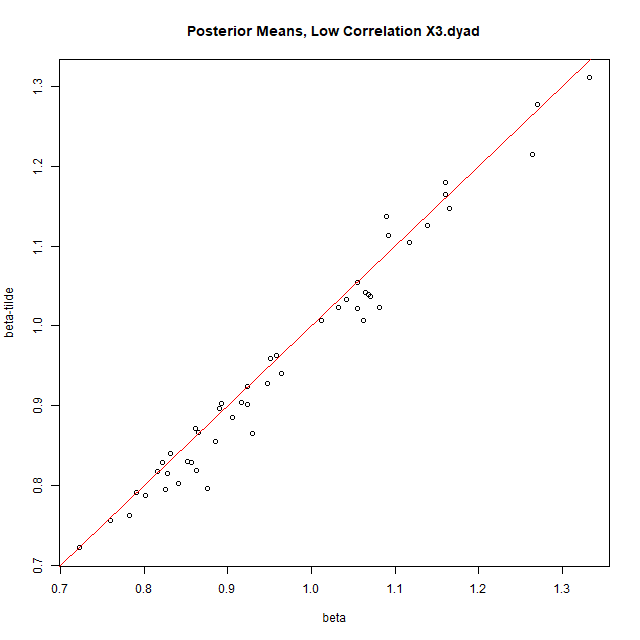 Posterior Means, Low Correlation X3.dyad
beta-tilde
1.3
1.2
1.1
1.0
0.9
0.8
0.7
0.7 0.8 0.9 1.0 1.1 1.2 1.3
beta